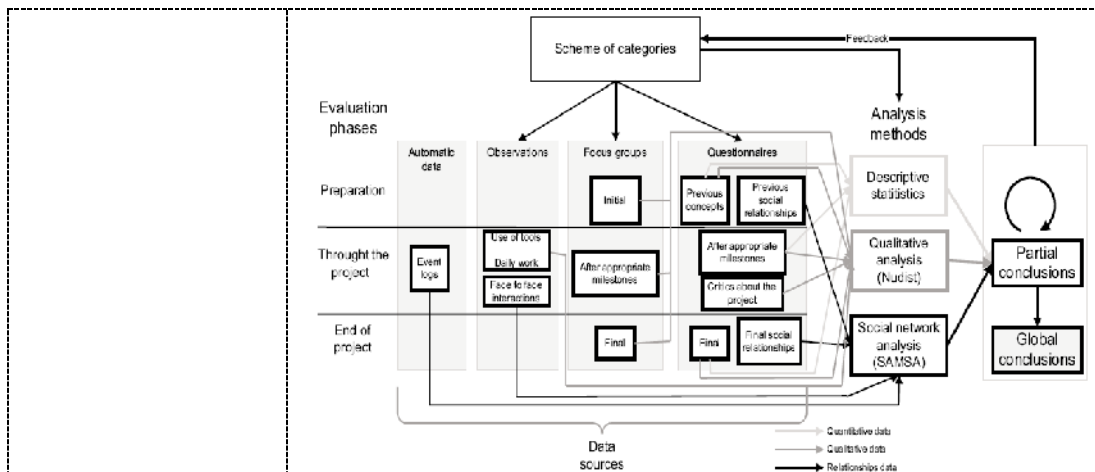 Scheme of categories
Feedback
Evaluation
phases
Analysis
methods
Automatic
data
Observations
Focus groups
Questionnaires
Preparation
Initial
Previous
concepts
Previous
social
relationships
Descriptive
statitistics
Throught the
project
Event
logs
Use of tools
Daily work
Face to face
interactions
After appropriate
milestones
After appropriate
milestones
Critics about the
project
Qualitative
analysis
(Nudist)
Partial
conclusions
End of
project
Final
Final
Final social
relationships
Social network
analysis
(SAMSA)
Global
conclusions
Data
sources
Quantitative data
Qualitative data
Relationships data